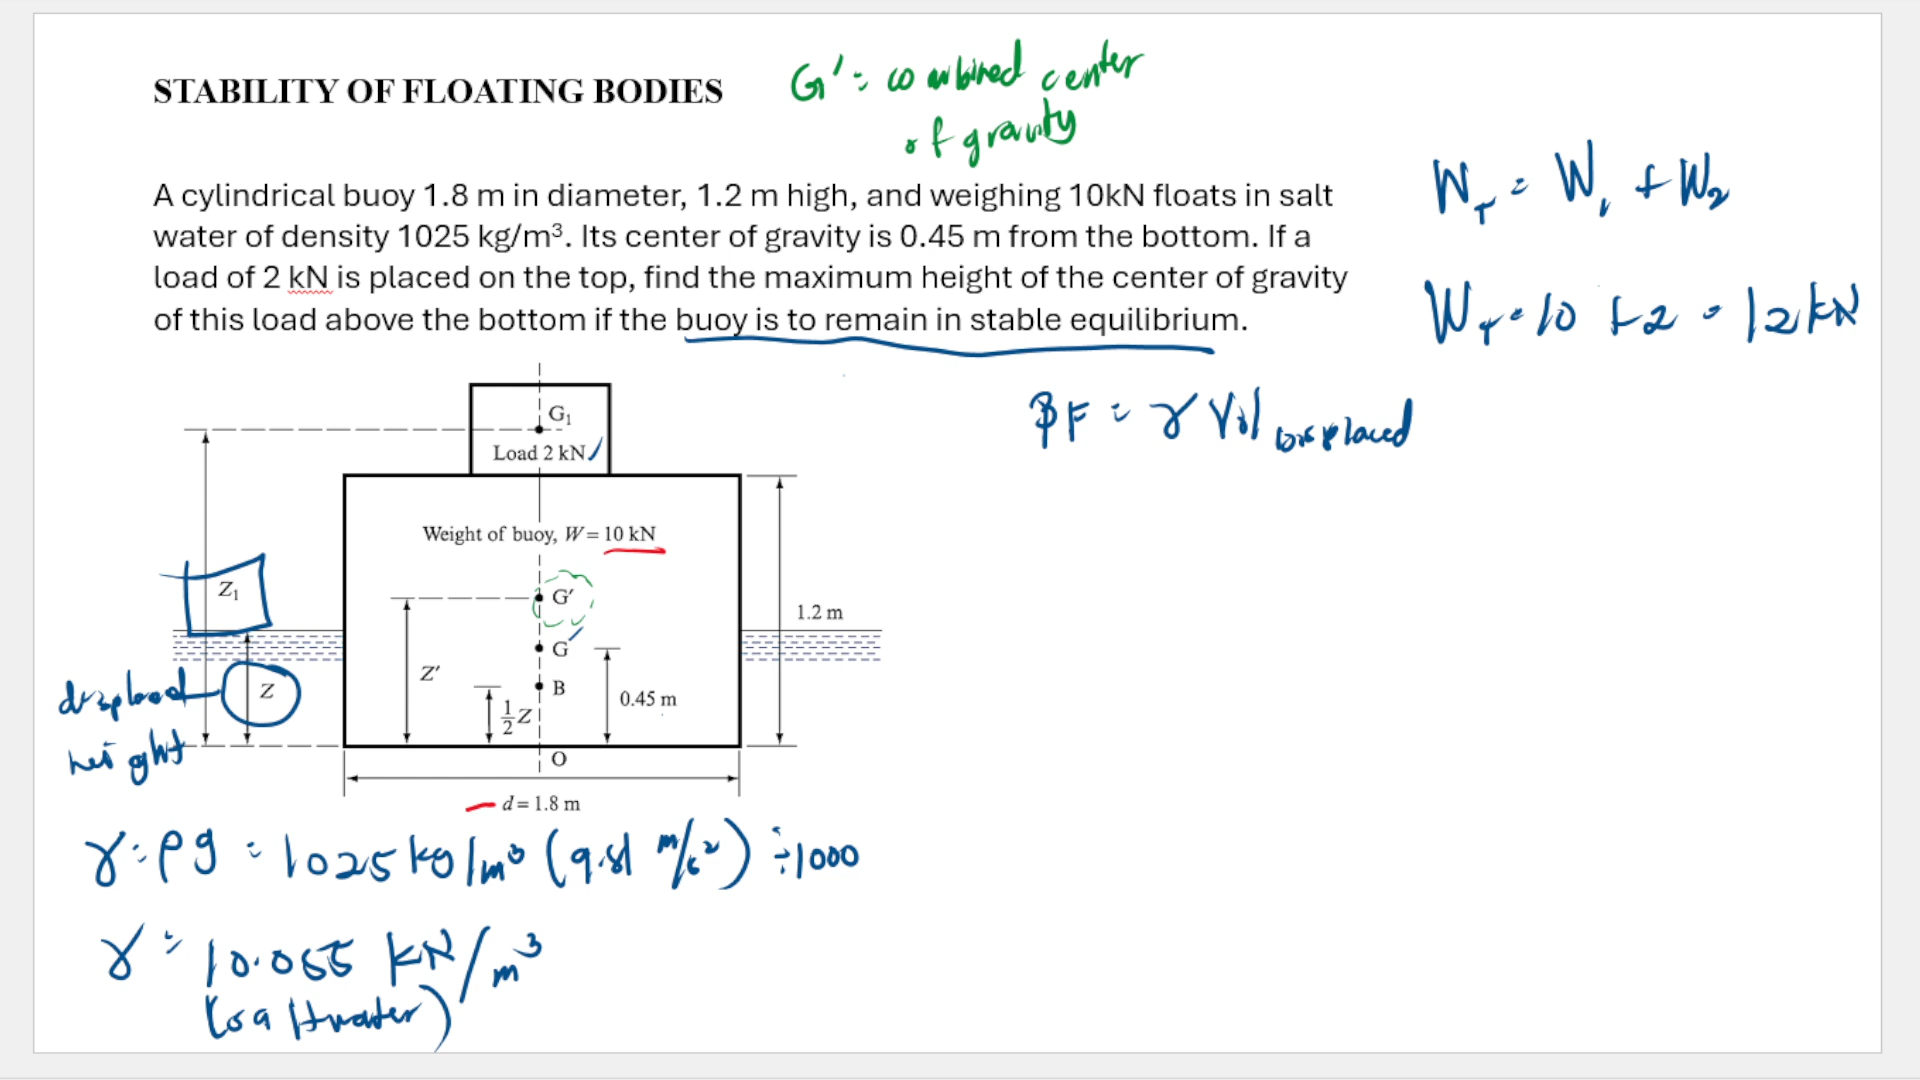 STABILITY OF FLOATING BODIES
G' = combined center
of gravity
A cylindrical buoy 1.8 m in diameter, 1.2 m high, and weighing 10kN floats in salt
water of density 1025 kg/m³. Its center of gravity is 0.45 m from the bottom. If a
load of 2 kN is placed on the top, find the maximum height of the center of gravity
of this load above the bottom if the buoy is to remain in stable equilibrium.
W_T = W₁ + W₂
W_T = 10 + 2 = 12 kN
BF = γ Vol displaced
G₁
Load 2 kN
Weight of buoy, W = 10 kN
G'
Z₁
1.2 m
G
Z'
B
0.45 m
displaced
height
Z
½Z
O
d = 1.8 m
γ = ρg = 1025 kg/m³ (9.81 m/s²) ÷ 1000
γ = 10.055 kN/m³
(saltwater)